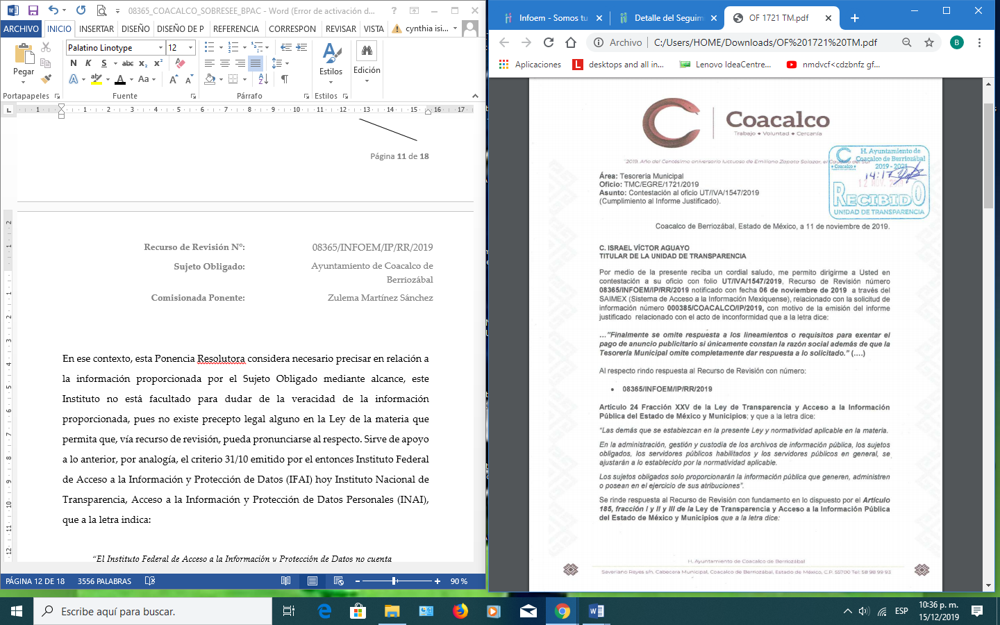 08365_COACALCO_SOBRESEE_BPAC - Word (Error de activación d...
ARCHIVO INICIO INSERTAR DISEÑO DISEÑO DE P REFERENCIA CORRESPON REVISAR VISTA cynthia isi...
Pegar
Palatino Linotype 12
N K S abc x₂ x²
A A Aa A A
Estilos
Edición
Portapapeles Fuente Párrafo Estilos
1 1 2 3 4 5 6 7 8 9 10 11 12 13 14 15 16 17
Página 11 de 18
Recurso de Revisión N°: 08365/INFOEM/IP/RR/2019
Sujeto Obligado: Ayuntamiento de Coacalco de
Berriozábal
Comisionada Ponente: Zulema Martínez Sánchez
En ese contexto, esta Ponencia Resolutora considera necesario precisar en relación a
la información proporcionada por el Sujeto Obligado mediante alcance, este
Instituto no está facultado para dudar de la veracidad de la información
proporcionada, pues no existe precepto legal alguno en la Ley de la materia que
permita que, vía recurso de revisión, pueda pronunciarse al respecto. Sirve de apoyo
a lo anterior, por analogía, el criterio 31/10 emitido por el entonces Instituto Federal
de Acceso a la Información y Protección de Datos (IFAI) hoy Instituto Nacional de
Transparencia, Acceso a la Información y Protección de Datos Personales (INAI),
que a la letra indica:
“El Instituto Federal de Acceso a la Información y Protección de Datos no cuenta
PÁGINA 12 DE 18 3556 PALABRAS 90 %
Infoem - Somos tu
Detalle del Seguim
OF 1721 TM.pdf
Archivo C:/Users/HOME/Downloads/OF%201721%20TM.pdf B
Aplicaciones
L desktops and all in...
Lenovo IdeaCentre...
nmdvcf<cdzbnfz gf...
Coacalco
Trabajo ♦ Voluntad ♦ Cercanía
"2019. Año del Centésimo aniversario luctuoso de Emiliano Zapata Salazar, el Caudillo del Sur
H. Ayuntamiento de
Coacalco de Berriozábal
Coacalco 2019 - 2021
14:17
RECIBIDO
UNIDAD DE TRANSPARENCIA
Área: Tesorería Municipal
Oficio: TMC/EGRE/1721/2019
Asunto: Contestación al oficio UT/IVA/1547/2019
(Cumplimiento al Informe Justificado).
Coacalco de Berriozábal, Estado de México, a 11 de noviembre de 2019.
C. ISRAEL VÍCTOR AGUAYO
TITULAR DE LA UNIDAD DE TRANSPARENCIA
Por medio de la presente reciba un cordial saludo, me permito dirigirme a Usted en
contestación a su oficio con folio UT/IVA/1547/2019, Recurso de Revisión número
08365/INFOEM/IP/RR/2019 notificado con fecha 06 de noviembre de 2019 a través del
SAIMEX (Sistema de Acceso a la Información Mexiquense), relacionado con la solicitud de
información número 000385/COACALCO/IP/2019, con motivo de la emisión del informe
justificado relacionado con el acto de inconformidad que a la letra dice:
..."Finalmente se omite respuesta a los lineamientos o requisitos para exentar el
pago de anuncio publicitario si únicamente constan la razón social además de que la
Tesorería Municipal omite completamente dar respuesta a lo solicitado." (....)
Al respecto rindo respuesta al Recurso de Revisión con número:
• 08365/INFOEM/IP/RR/2019
Artículo 24 Fracción XXV de la Ley de Transparencia y Acceso a la Información
Pública del Estado de México y Municipios; y que a la letra dice:
"Las demás que se establezcan en la presente Ley y normatividad aplicable en la materia.
En la administración, gestión y custodia de los archivos de información pública, los sujetos
obligados, los servidores públicos habilitados y los servidores públicos en general, se
ajustarán a lo establecido por la normatividad aplicable.
Los sujetos obligados solo proporcionarán la información pública que generen, administren
o posean en el ejercicio de sus atribuciones".
Se rinde respuesta al Recurso de Revisión con fundamento en lo dispuesto por el Artículo
185, fracción I y II y III de la Ley de Transparencia y Acceso a la Información Pública
del Estado de México y Municipios que a la letra dice:
H. Ayuntamiento de Coacalco de Berriozábal
Severiano Reyes s/n. Cabecera Municipal, Coacalco de Berriozábal, Estado de México, C.P. 55700 Tel: 58 98 99 93
Escribe aquí para buscar.
ESP
10:36 p. m.
15/12/2019